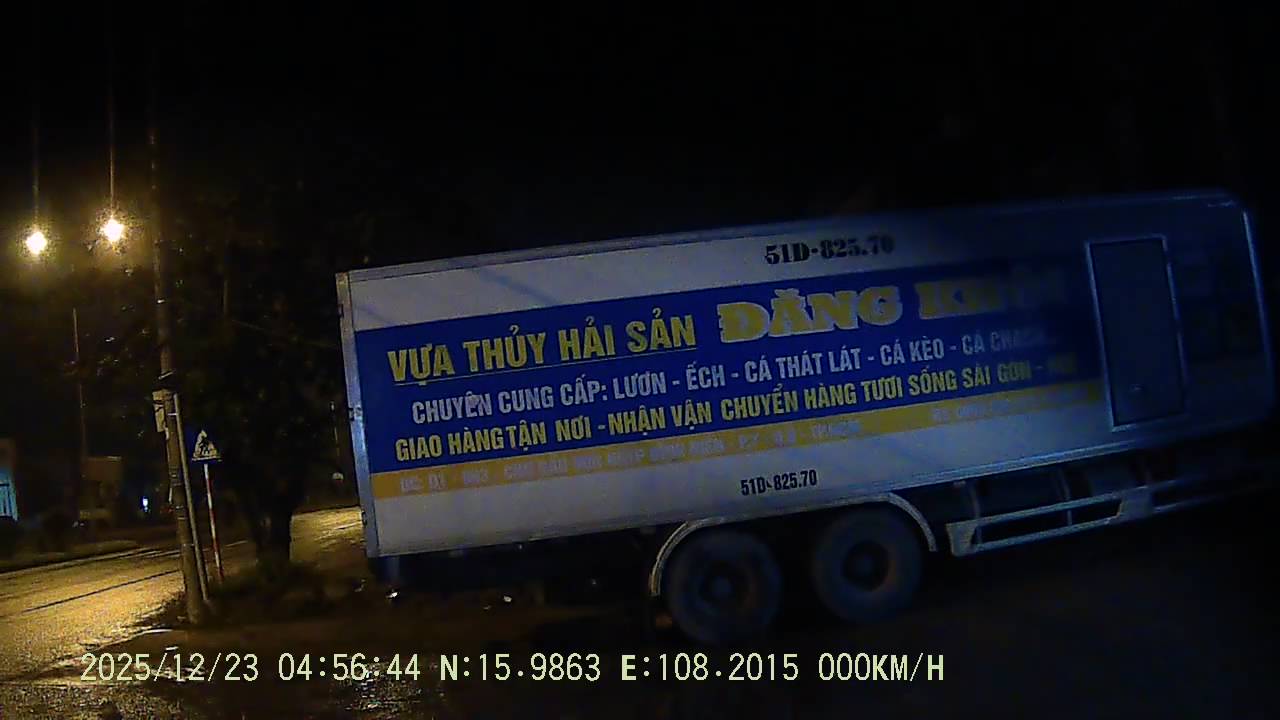 51D-825.70
VỰA THỦY HẢI SẢN ĐĂNG
CHUYÊN CUNG CẤP: LƯƠN - ẾCH - CÁ THÁT LÁT - CÁ KÈO - CÁ
GIAO HÀNG TẬN NƠI - NHẬN VẬN CHUYỂN HÀNG TƯƠI SỐNG SÀI GÒN -
51D-825.70
2025/12/23 04:56:44 N:15.9863 E:108.2015 000KM/H